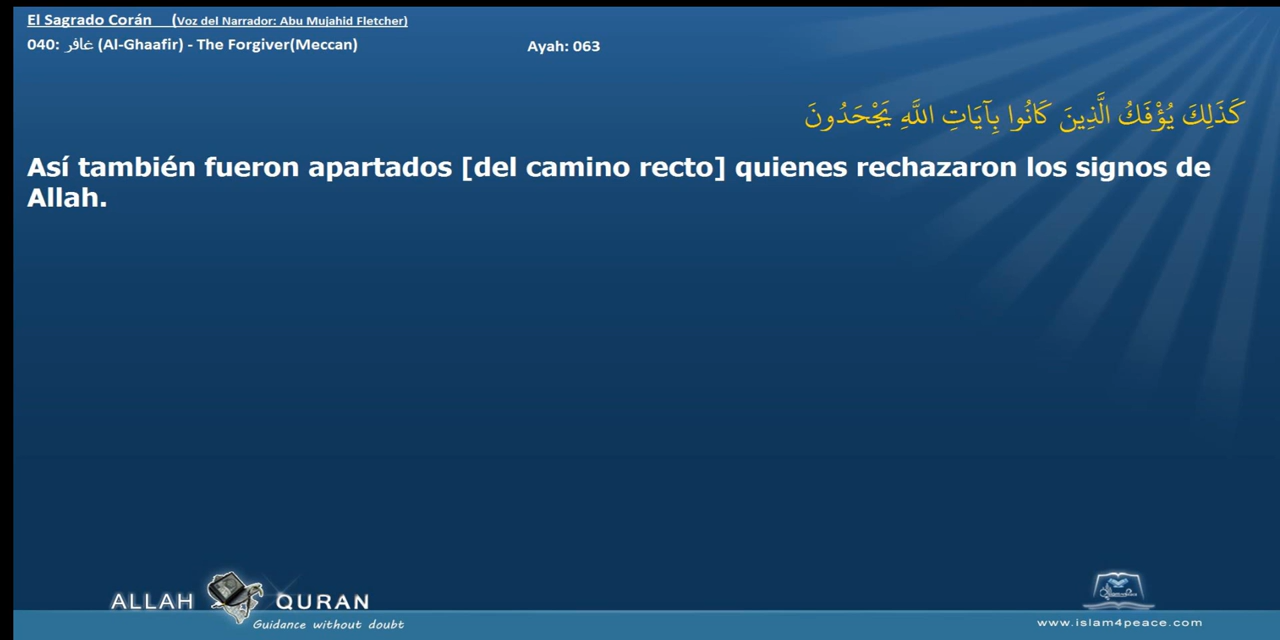 El Sagrado Corán (Voz del Narrador: Abu Mujahid Fletcher)
040: غافر (Al-Ghaafir) - The Forgiver(Meccan)
Ayah: 063
كَذَلِكَ يُؤْفَكُ الَّذِينَ كَانُوا بِآيَاتِ اللَّهِ يَجْحَدُونَ
Así también fueron apartados [del camino recto] quienes rechazaron los signos de
Allah.
ALLAH QURAN
Guidance without doubt
www.islam4peace.com